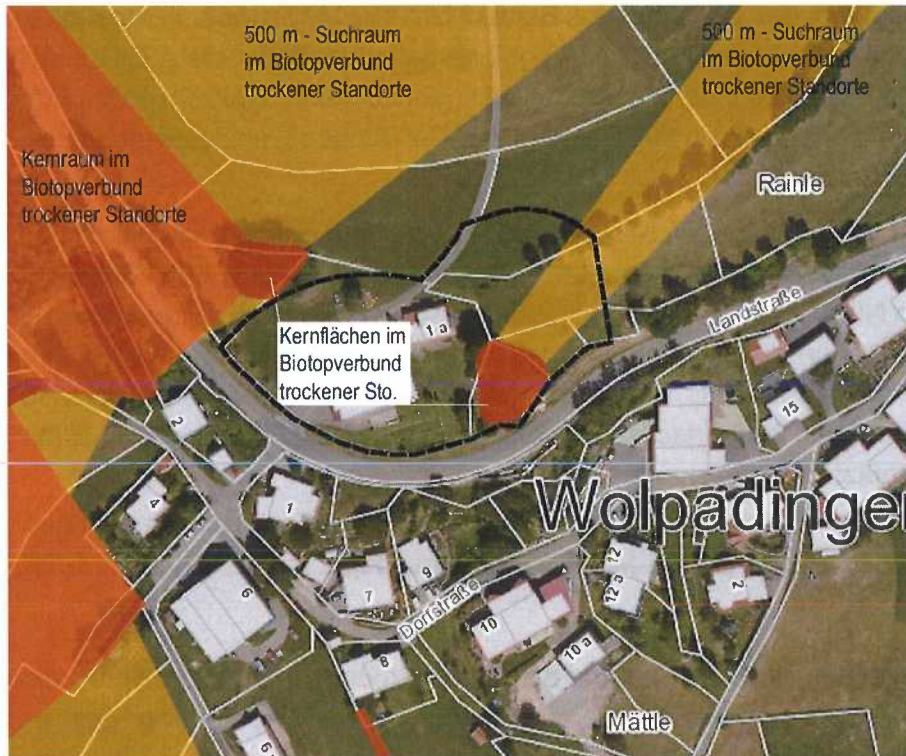 500 m - Suchraum
im Biotopverbund
trockener Standorte
500 m - Suchraum
im Biotopverbund
trockener Standorte
Kernraum im
Biotopverbund
trockener Standorte
Rainle
Landstraße
1 a
Kernflächen im
Biotopverbund
trockener Sto.
2
15
4
1
Wolpadingen
12
12 a
9
7
2
6
Dorfstraße
10
10 a
8
Mättle
6